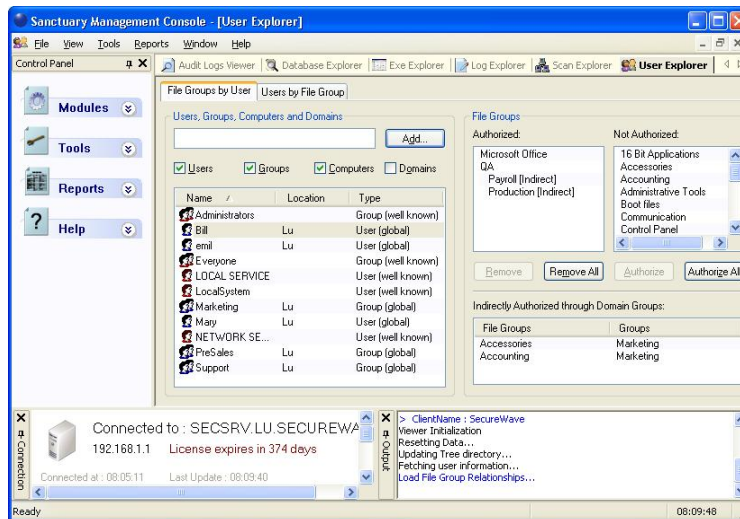 Sanctuary Management Console - [User Explorer]
File View Tools Reports Window Help
Control Panel
Audit Logs Viewer Database Explorer Exe Explorer Log Explorer Scan Explorer User Explorer
Modules
Tools
Reports
Help
File Groups by User Users by File Group
Users, Groups, Computers and Domains
Add...
Users Groups Computers Domains
Name Location Type
Administrators Group (well known)
Bill Lu User (global)
emil Lu User (global)
Everyone Group (well known)
LOCAL SERVICE User (well known)
LocalSystem User (well known)
Marketing Lu Group (global)
Mary Lu User (global)
NETWORK SE... User (well known)
PreSales Lu Group (global)
Support Lu Group (global)
File Groups
Authorized:
Microsoft Office
QA
Payroll [Indirect]
Production [Indirect]
Not Authorized:
16 Bit Applications
Accessories
Accounting
Administrative Tools
Boot files
Communication
Control Panel
Remove Remove All Authorize Authorize All
Indirectly Authorized through Domain Groups:
File Groups Groups
Accessories Marketing
Accounting Marketing
Connection
Connected to : SECSRV.LU.SECUREWA
192.168.1.1 License expires in 374 days
Connected at : 08:05:11 Last Update : 08:09:40
Output
> ClientName : SecureWave
Viewer Initialization
Resetting Data...
Updating Tree directory...
Fetching user information...
Load File Group Relationships...
Ready 08:09:48